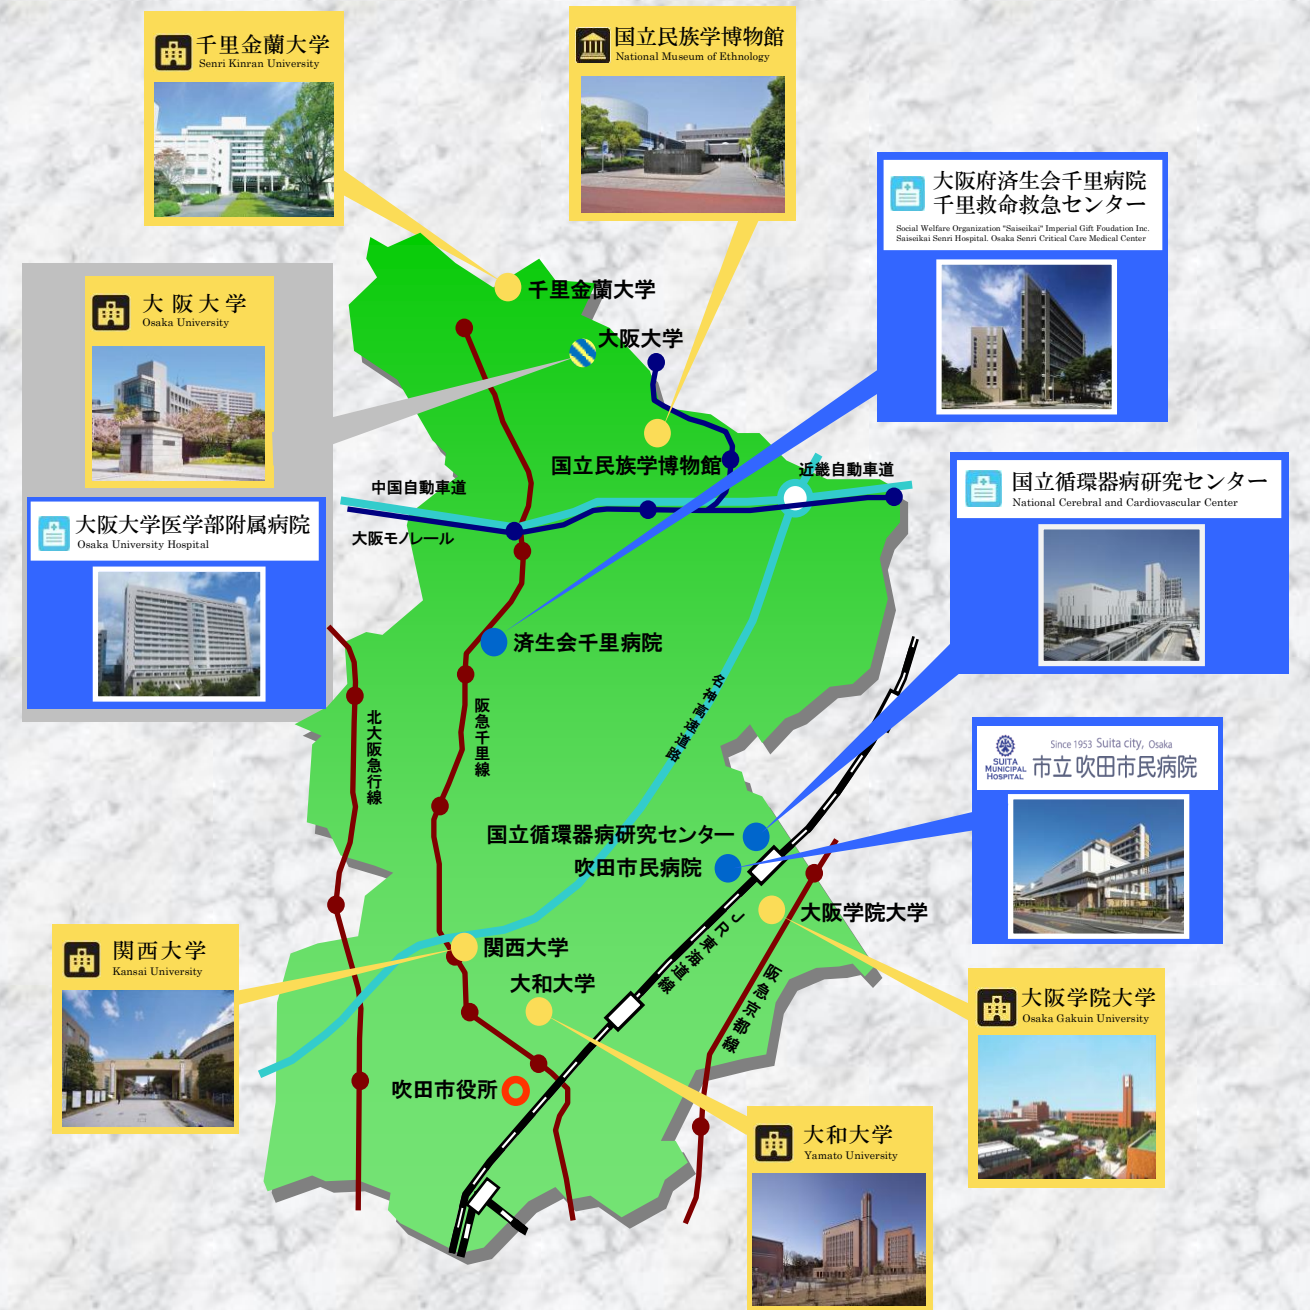 千里金蘭大学
Senri Kinran University
国立民族学博物館
National Museum of Ethnology
大阪府済生会千里病院
千里救命救急センター
Social Welfare Organization "Saiseikai" Imperial Gift Foudation Inc.
Saiseikai Senri Hospital. Osaka Senri Critical Care Medical Center
大阪大学
Osaka University
千里金蘭大学
大阪大学
国立民族学博物館
近畿自動車道
中国自動車道
大阪モノレール
大阪大学医学部附属病院
Osaka University Hospital
国立循環器病研究センター
National Cerebral and Cardiovascular Center
済生会千里病院
名神高速道路
阪急千里線
北大阪急行線
SUITA
MUNICIPAL
HOSPITAL
Since 1953 Suita city, Osaka
市立吹田市民病院
国立循環器病研究センター
吹田市民病院
大阪学院大学
JR東海道線
阪急京都線
関西大学
大和大学
吹田市役所
関西大学
Kansai University
大阪学院大学
Osaka Gakuin University
大和大学
Yamato University